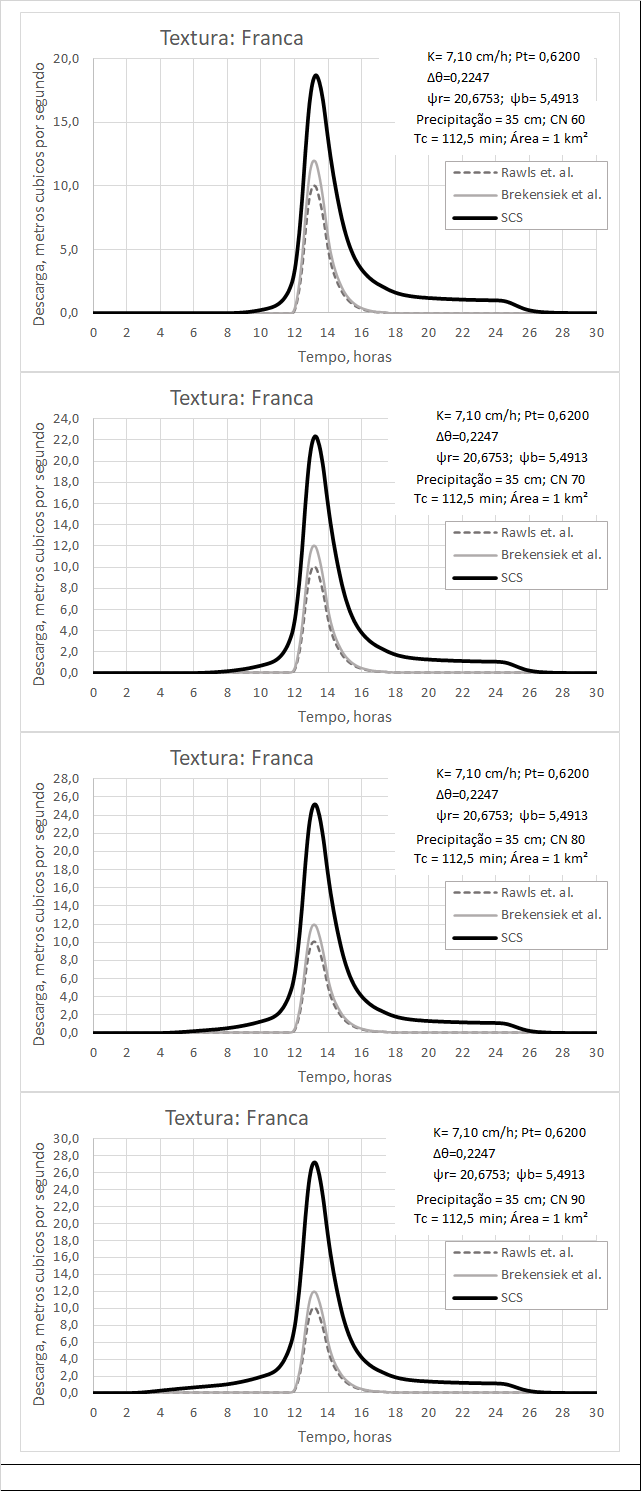 Textura: Franca
K= 7,10 cm/h; Pt= 0,6200
Δθ=0,2247
ψr= 20,6753;  ψb= 5,4913
Precipitação = 35 cm; CN 60
Tc = 112,5 min; Área = 1 km²
Rawls et. al.
Brekensiek et al.
SCS
Descarga, metros cubicos por segundo
20,0
15,0
10,0
5,0
0,0
0 2 4 6 8 10 12 14 16 18 20 22 24 26 28 30
Tempo, horas
Textura: Franca
K= 7,10 cm/h; Pt= 0,6200
Δθ=0,2247
ψr= 20,6753;  ψb= 5,4913
Precipitação = 35 cm; CN 70
Tc = 112,5 min; Área = 1 km²
Rawls et. al.
Brekensiek et al.
SCS
Descarga, metros cubicos por segundo
24,0
22,0
20,0
18,0
16,0
14,0
12,0
10,0
8,0
6,0
4,0
2,0
0,0
0 2 4 6 8 10 12 14 16 18 20 22 24 26 28 30
Tempo, horas
Textura: Franca
K= 7,10 cm/h; Pt= 0,6200
Δθ=0,2247
ψr= 20,6753;  ψb= 5,4913
Precipitação = 35 cm; CN 80
Tc = 112,5 min; Área = 1 km²
Rawls et. al.
Brekensiek et al.
SCS
Descarga, metros cubicos por segundo
28,0
26,0
24,0
22,0
20,0
18,0
16,0
14,0
12,0
10,0
8,0
6,0
4,0
2,0
0,0
0 2 4 6 8 10 12 14 16 18 20 22 24 26 28 30
Tempo, horas
Textura: Franca
K= 7,10 cm/h; Pt= 0,6200
Δθ=0,2247
ψr= 20,6753;  ψb= 5,4913
Precipitação = 35 cm; CN 90
Tc = 112,5 min; Área = 1 km²
Rawls et. al.
Brekensiek et al.
SCS
Descarga, metros cubicos por segundo
30,0
28,0
26,0
24,0
22,0
20,0
18,0
16,0
14,0
12,0
10,0
8,0
6,0
4,0
2,0
0,0
0 2 4 6 8 10 12 14 16 18 20 22 24 26 28 30
Tempo, horas